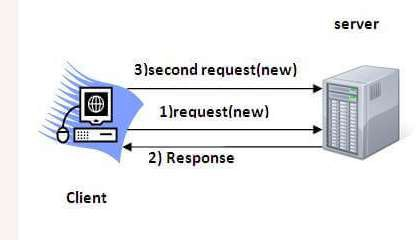 server
3)second request(new)
1)request(new)
2) Response
Client